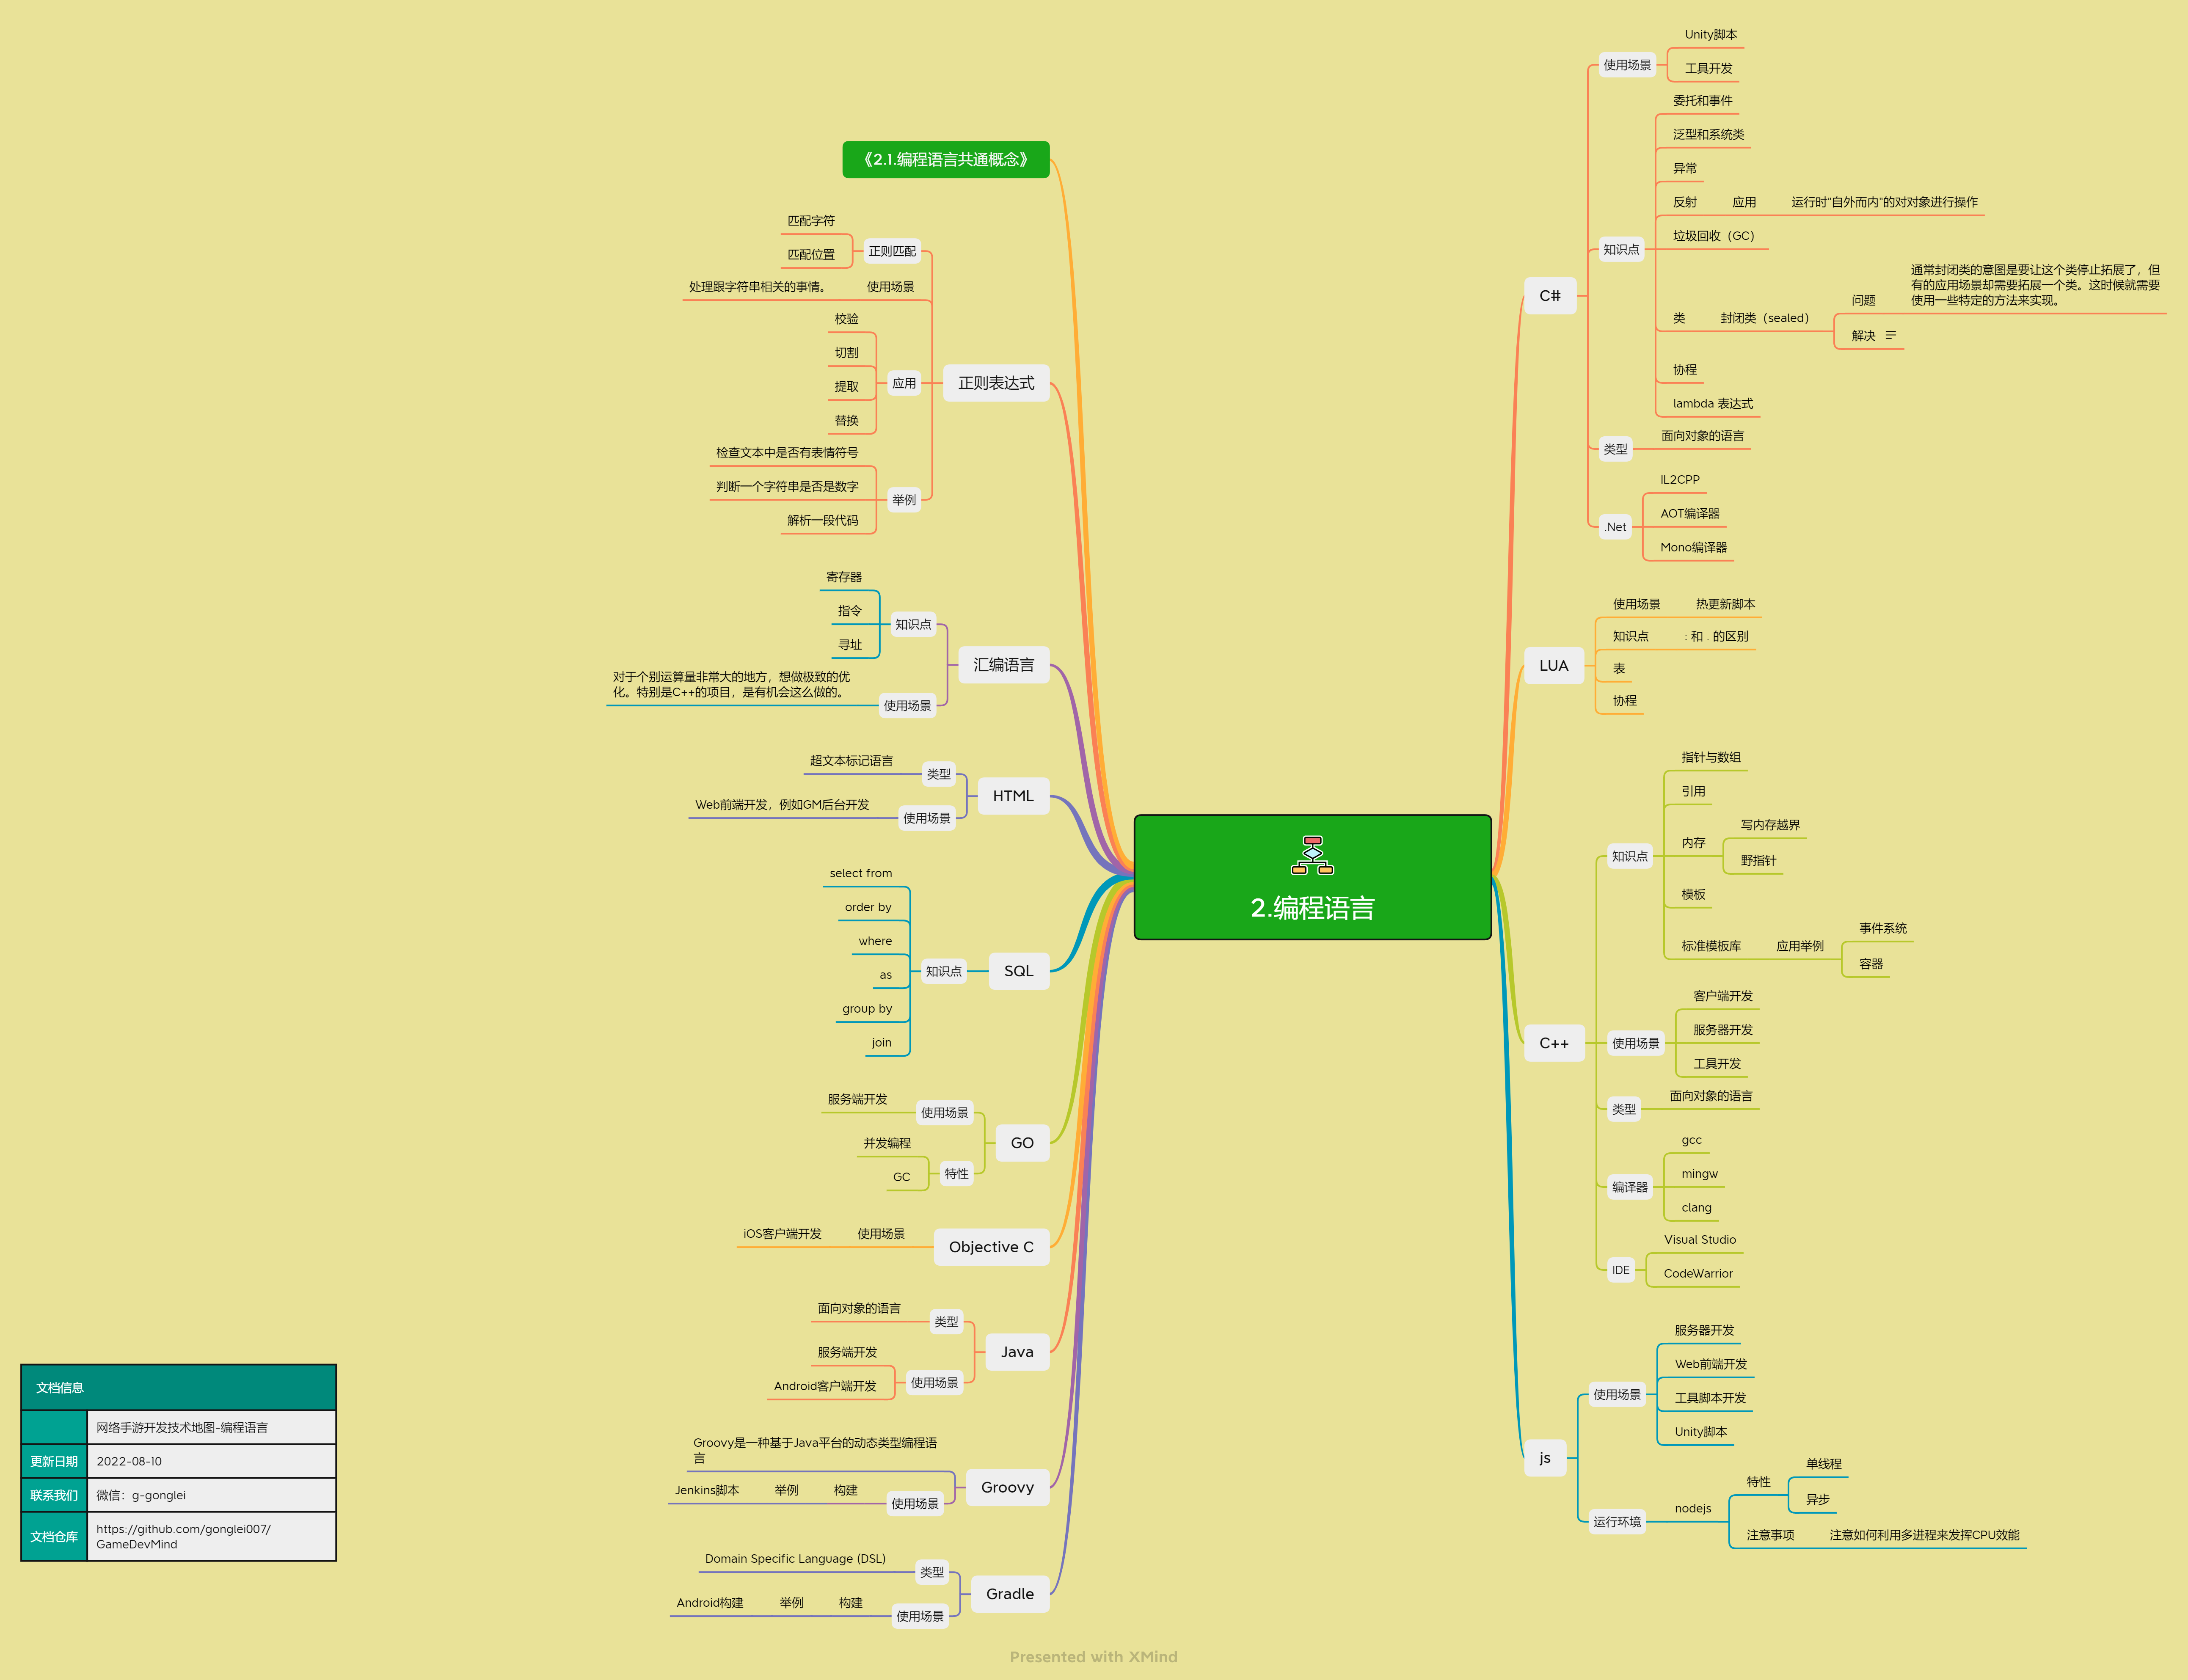 2.编程语言
C#
使用场景
Unity脚本
工具开发
知识点
委托和事件
泛型和系统类
异常
反射
应用
运行时“自外而内”的对对象进行操作
垃圾回收（GC）
类
封闭类（sealed）
问题
通常封闭类的意图是要让这个类停止拓展了，但
有的应用场景却需要拓展一个类。这时候就需要
使用一些特定的方法来实现。
解决
协程
lambda 表达式
类型
面向对象的语言
.Net
IL2CPP
AOT编译器
Mono编译器
LUA
使用场景
热更新脚本
知识点
: 和 . 的区别
表
协程
C++
知识点
指针与数组
引用
内存
写内存越界
野指针
模板
标准模板库
应用举例
事件系统
容器
使用场景
客户端开发
服务器开发
工具开发
类型
面向对象的语言
编译器
gcc
mingw
clang
IDE
Visual Studio
CodeWarrior
js
使用场景
服务器开发
Web前端开发
工具脚本开发
Unity脚本
运行环境
nodejs
特性
单线程
异步
注意事项
注意如何利用多进程来发挥CPU效能
《2.1.编程语言共通概念》
正则表达式
正则匹配
匹配字符
匹配位置
使用场景
处理跟字符串相关的事情。
应用
校验
切割
提取
替换
举例
检查文本中是否有表情符号
判断一个字符串是否是数字
解析一段代码
汇编语言
知识点
寄存器
指令
寻址
使用场景
对于个别运算量非常大的地方，想做极致的优
化。特别是C++的项目，是有机会这么做的。
HTML
类型
超文本标记语言
使用场景
Web前端开发，例如GM后台开发
SQL
知识点
select from
order by
where
as
group by
join
GO
使用场景
服务端开发
特性
并发编程
GC
Objective C
使用场景
iOS客户端开发
Java
类型
面向对象的语言
使用场景
服务端开发
Android客户端开发
Groovy
Groovy是一种基于Java平台的动态类型编程语
言
使用场景
构建
举例
Jenkins脚本
Gradle
类型
Domain Specific Language (DSL)
使用场景
构建
举例
Android构建
文档信息
网络手游开发技术地图-编程语言
更新日期
2022-08-10
联系我们
微信：g-gonglei
文档仓库
https://github.com/gonglei007/
GameDevMind
Presented with XMind